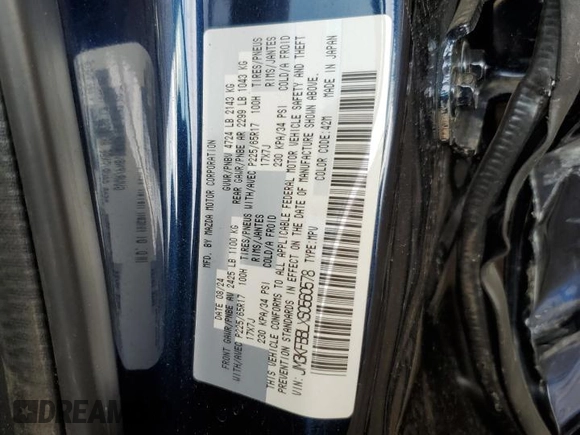 MFD. BY MAZDA MOTOR CORPORATION
DATE 08/24 GVWR/PNBV 4724 LB 2143 KG
FRONT GAWR/PNBE AV 2425 LB 1100 KG REAR GAWR/PNBE AR 2299 LB 1043 KG
WITH/AVEC P225/65R17 100H TIRES/PNEUS WITH/AVEC P225/65R17 100H TIRES/PNEUS
17X7J RIMS/JANTES 17X7J RIMS/JANTES
230 KPA/34 PSI COLD/A FROID 230 KPA/34 PSI COLD/A FROID
THIS VEHICLE CONFORMS TO ALL APPLICABLE FEDERAL MOTOR VEHICLE SAFETY AND THEFT
PREVENTION STANDARDS IN EFFECT ON THE DATE OF MANUFACTURE SHOWN ABOVE.
VIN: TYPE:MPV COLOR CODE:42M MADE IN JAPAN
DREAM